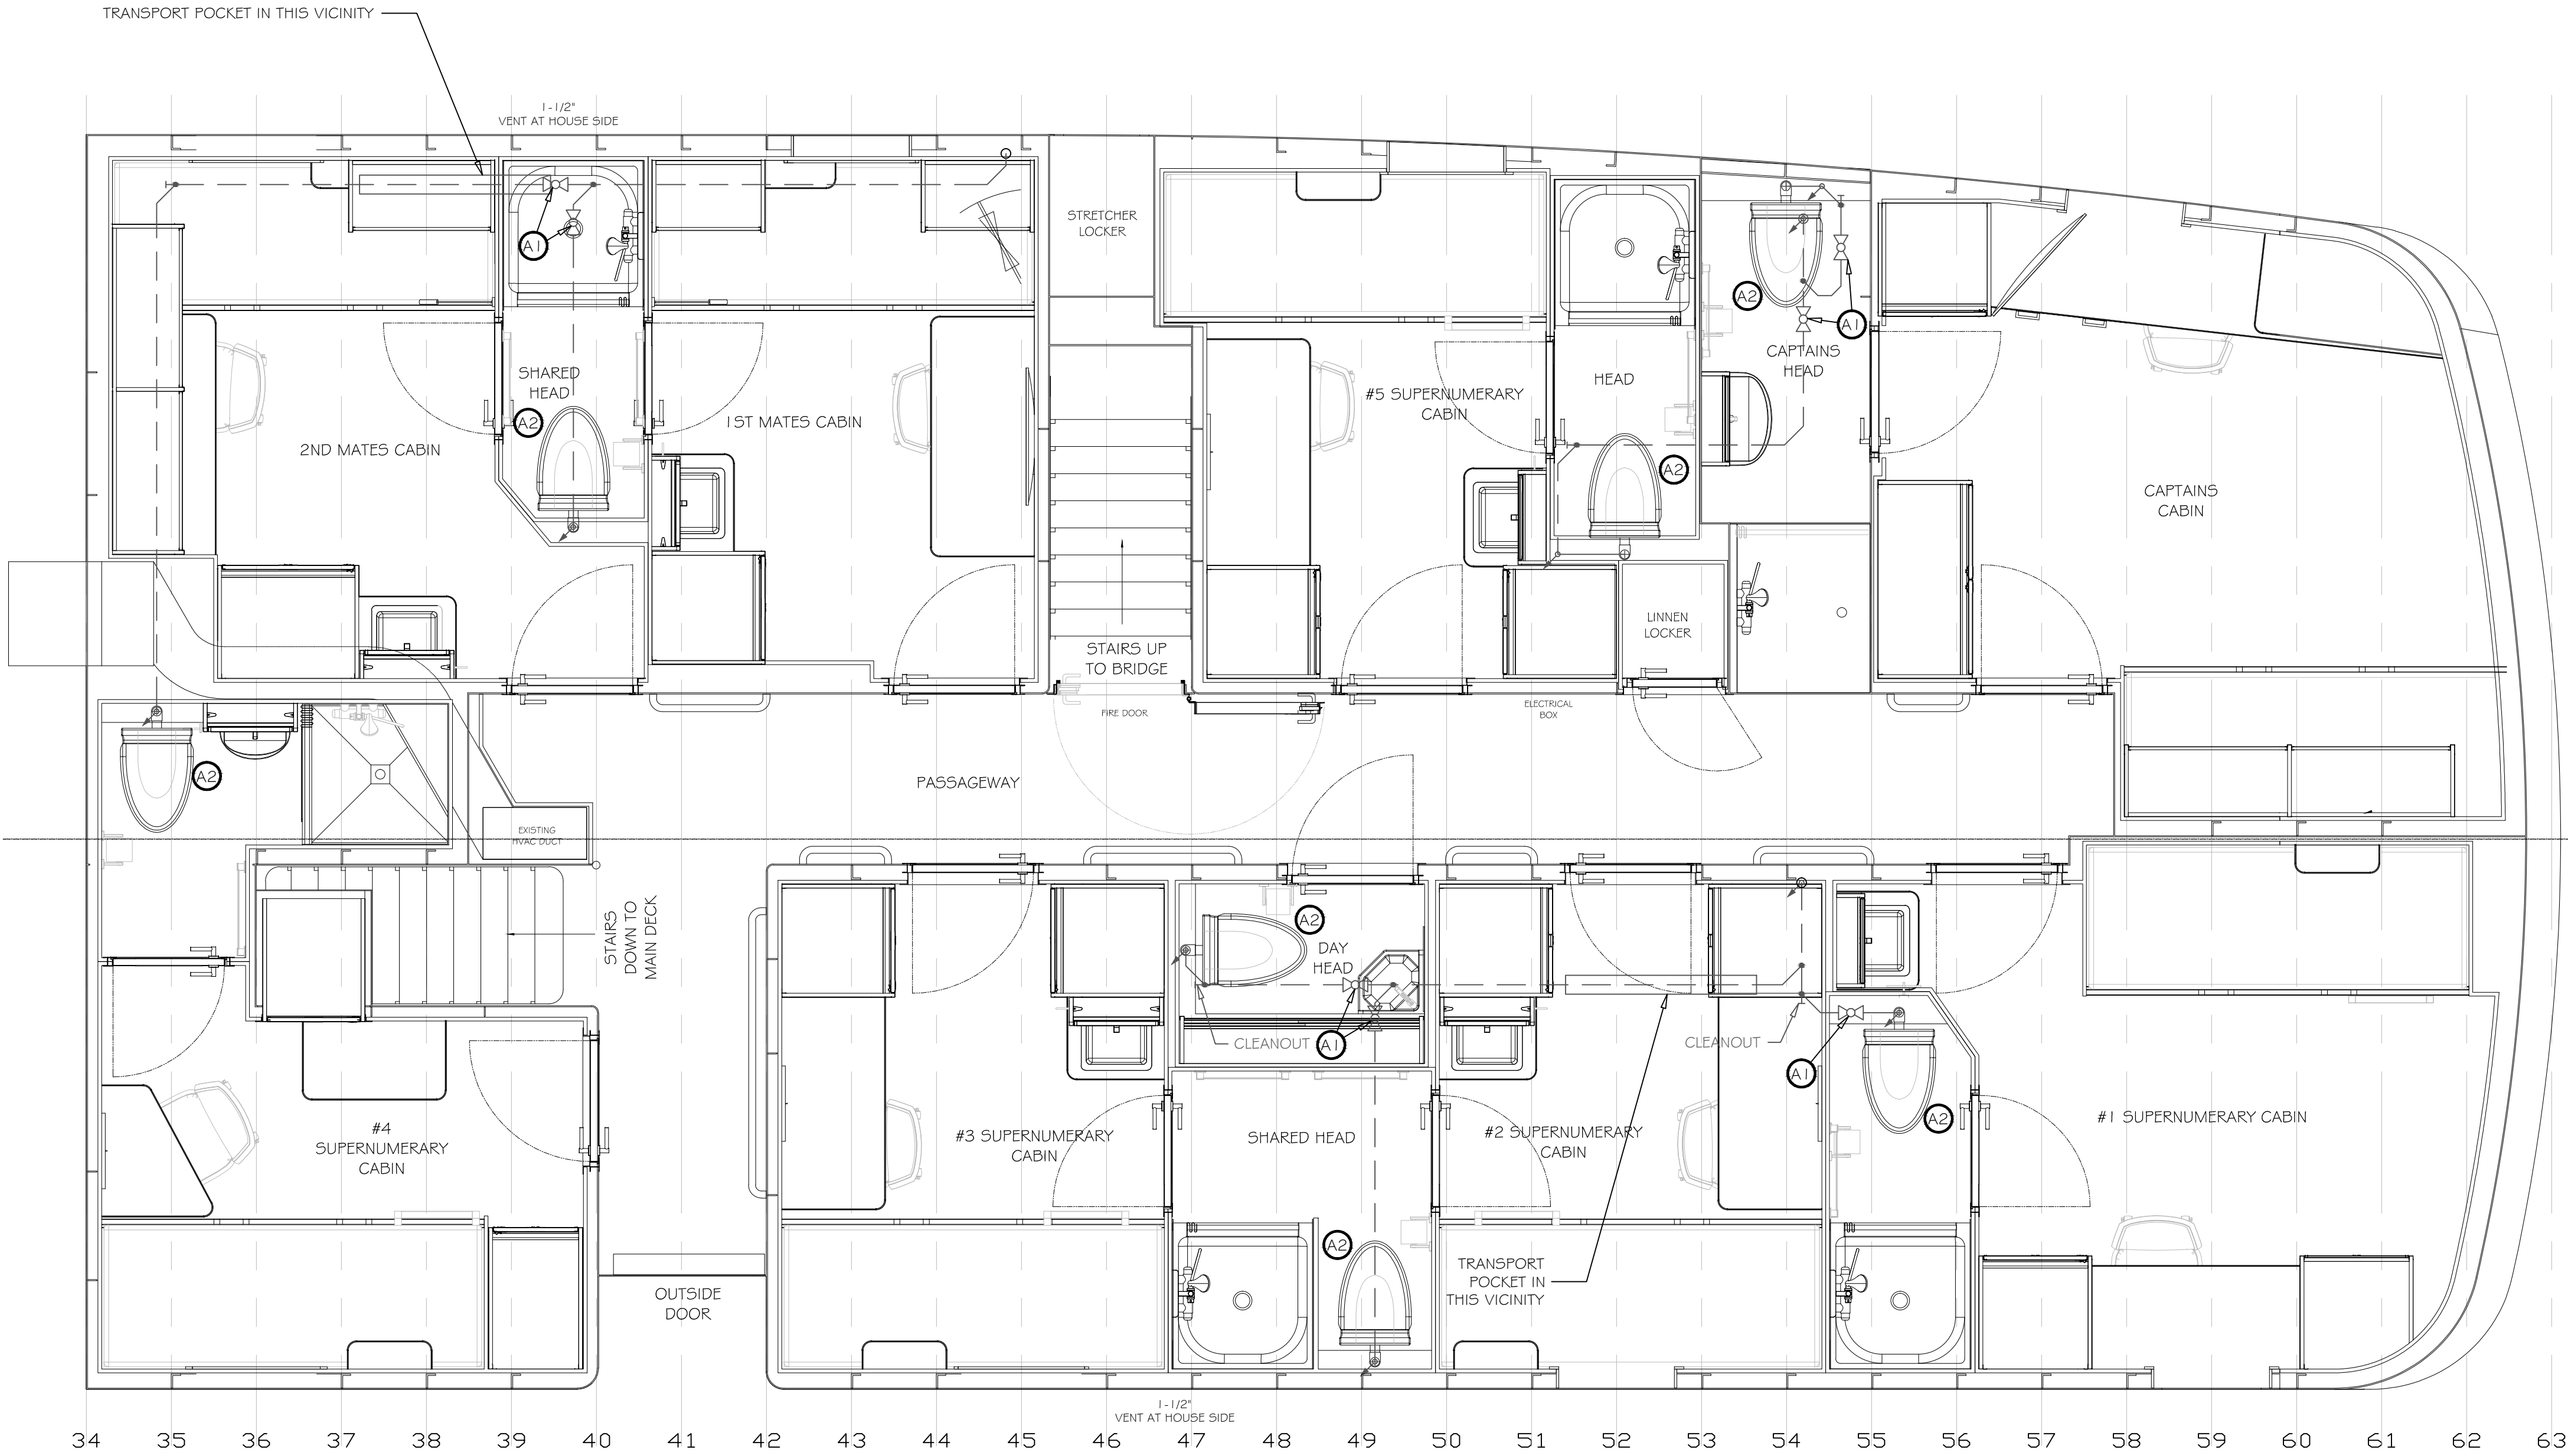 TRANSPORT POCKET IN THIS VICINITY
1-1/2"
VENT AT HOUSE SIDE
STRETCHER
LOCKER
A1
A2
A1
SHARED
HEAD
A2
CAPTAINS
HEAD
HEAD
#5 SUPERNUMERARY
CABIN
1ST MATES CABIN
2ND MATES CABIN
A2
CAPTAINS
CABIN
LINNEN
LOCKER
STAIRS UP
TO BRIDGE
FIRE DOOR
ELECTRICAL
BOX
A2
PASSAGEWAY
EXISTING
HVAC DUCT
STAIRS
DOWN TO
MAIN DECK
A2
DAY
HEAD
CLEANOUT
A1
CLEANOUT
A1
A2
#4
SUPERNUMERARY
CABIN
#3 SUPERNUMERARY
CABIN
SHARED HEAD
#2 SUPERNUMERARY
CABIN
#1 SUPERNUMERARY CABIN
A2
TRANSPORT
POCKET IN
THIS VICINITY
OUTSIDE
DOOR
1-1/2"
VENT AT HOUSE SIDE
34 35 36 37 38 39 40 41 42 43 44 45 46 47 48 49 50 51 52 53 54 55 56 57 58 59 60 61 62 63